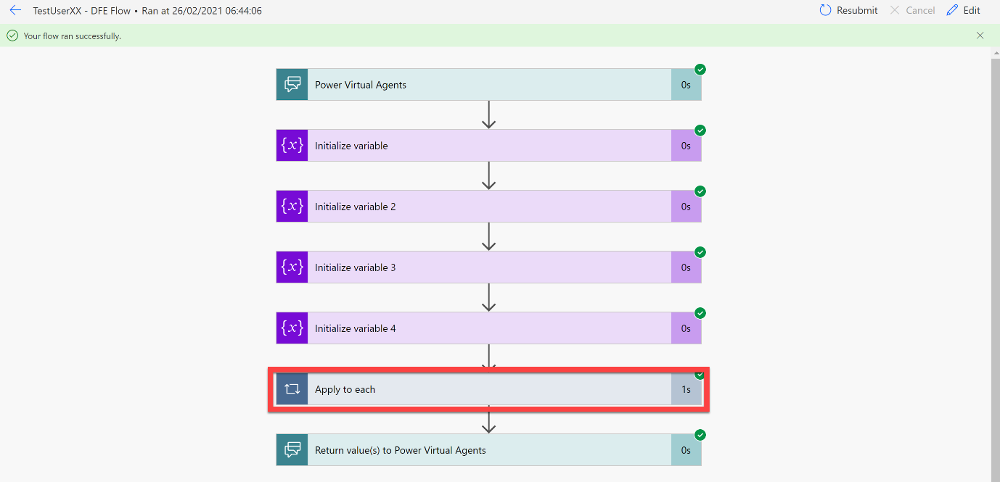 TestUserXX - DFE Flow • Ran at 26/02/2021 06:44:06
Resubmit
Cancel
Edit
Your flow ran successfully.
Power Virtual Agents
0s
{x} Initialize variable
0s
{x} Initialize variable 2
0s
{x} Initialize variable 3
0s
{x} Initialize variable 4
0s
Apply to each
1s
Return value(s) to Power Virtual Agents
0s